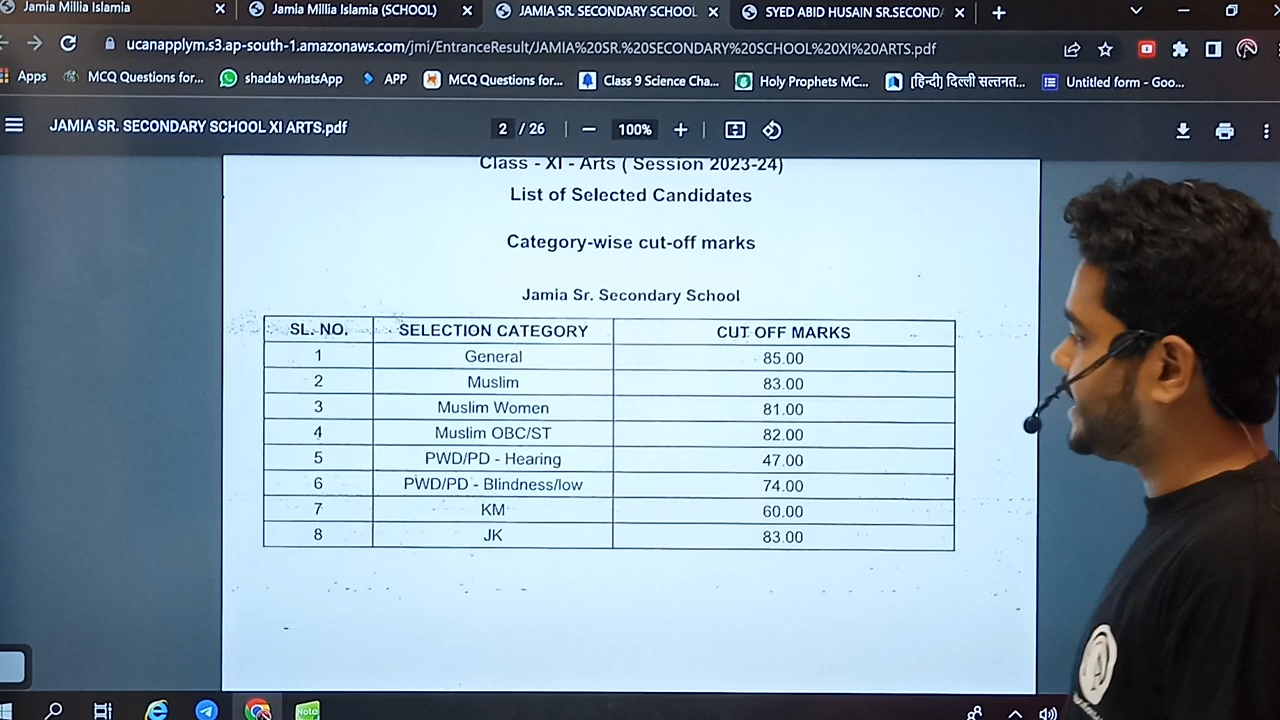 Jamia Millia Islamia
Jamia Millia Islamia (SCHOOL)
JAMIA SR. SECONDARY SCHOOL
SYED ABID HUSAIN SR.SECOND
ucanapplym.s3.ap-south-1.amazonaws.com/jmi/EntranceResult/JAMIA%20SR.%20SECONDARY%20SCHOOL%20XI%20ARTS.pdf
Apps
MCQ Questions for...
shadab whatsApp
APP
MCQ Questions for...
Class 9 Science Cha...
Holy Prophets MC...
(हिन्दी) दिल्ली सल्तनत...
Untitled form - Goo...
JAMIA SR. SECONDARY SCHOOL XI ARTS.pdf
2 / 26
100%
Class - XI - Arts ( Session 2023-24)
List of Selected Candidates
Category-wise cut-off marks
Jamia Sr. Secondary School
SL. NO. SELECTION CATEGORY CUT OFF MARKS
1 General 85.00
2 Muslim 83.00
3 Muslim Women 81.00
4 Muslim OBC/ST 82.00
5 PWD/PD - Hearing 47.00
6 PWD/PD - Blindness/low 74.00
7 KM 60.00
8 JK 83.00